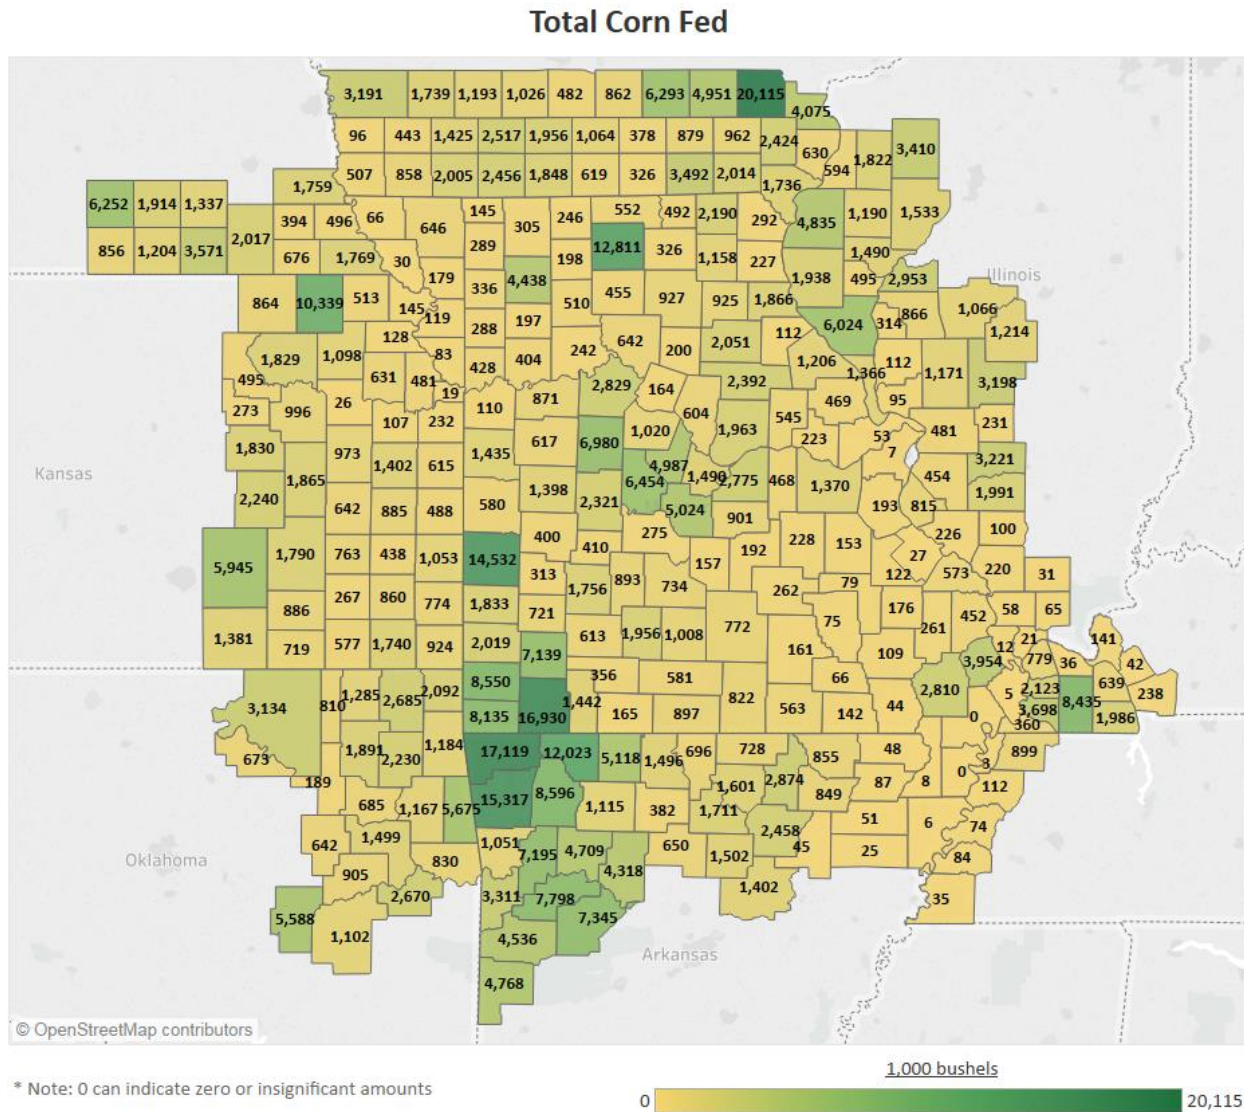 Total Corn Fed
3,191 1,739 1,193 1,026 482 862 6,293 4,951 20,115
4,075
96 443 1,425 2,517 1,956 1,064 378 879 962 2,424
630 594 1,822 3,410
507 858 2,005 2,456 1,848 619 326 3,492 2,014 1,736
1,759
6,252 1,914 1,337
394 496 66 646 145 305 246 552 492 2,190 292 4,835 1,190 1,533
2,017
856 1,204 3,571
676 1,769 30 289 198 12,811 326 1,158 227 1,490
179 336 4,438 1,938 495 2,953
Illinois
864 10,339 513 145 119 510 455 927 925 1,866 866 1,066
288 197 6,024 314 1,214
128 642 112
1,829 1,098 83 428 404 242 200 2,051 1,206 112 1,171
1,366
495 631 481 19 2,829 164 2,392 3,198
273 996 26 110 871 604 469 95
107 232 545 231
1,830 617 6,980 1,020 1,963 223 53 481
973 1,435 7
Kansas
1,865 1,402 615 4,987 1,499 2,775 468 1,370 454 3,221
6,454
2,240 1,398 1,991
642 885 488 580 2,321 5,024 901 193 815
400 275 226 100
5,945 1,790 763 438 1,053 14,532 410 157 192 228 153 27
313 893 734 122 573 220 31
886 267 860 774 1,833 1,756 262 79
721 176 58 65
1,381 719 577 1,740 924 2,019 613 1,956 1,008 772 75 261 452
7,139 161 109 12 21 141
3,954 779 36 42
8,550 356 581 66
3,134 810 1,285 2,685 2,092 822 2,810 5 2,123 8,435 639 238
8,135 16,930 1,442 165 897 563 142 44 0 3,698 1,986
360
673 1,891 2,230 1,184 17,119 12,023 5,118 1,496 696 728 855 48 899
189 0 3
15,317 8,596 1,601 2,874 849 87 8 112
685 1,167 5,675 1,115 382 1,711
642 1,499 1,051 2,458 51 6 74
Oklahoma
830 7,195 4,709 650 1,502 45 25 84
905 4,318
2,670 3,311 7,798 1,402 35
5,588 7,345
1,102 4,536
Arkansas
4,768
© OpenStreetMap contributors
1,000 bushels
* Note: 0 can indicate zero or insignificant amounts
0 20,115